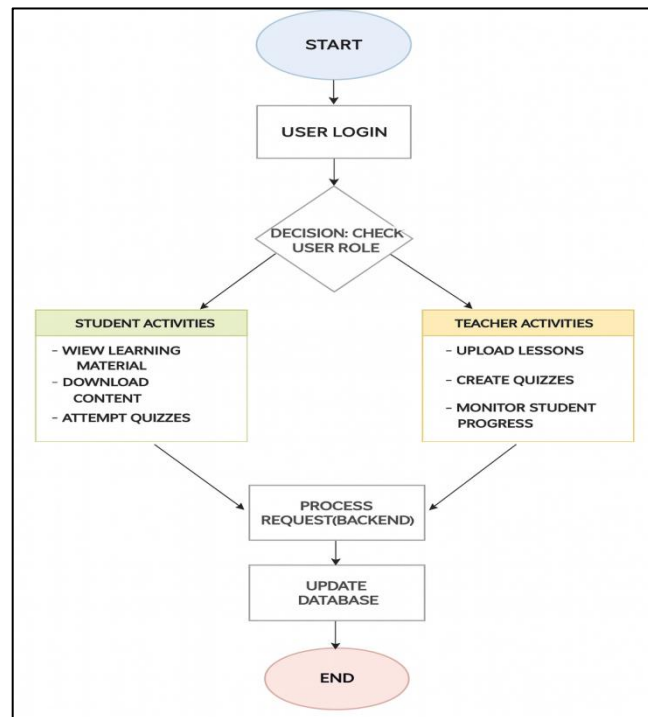 START
USER LOGIN
DECISION: CHECK
USER ROLE
STUDENT ACTIVITIES
- WIEW LEARNING
MATERIAL
- DOWNLOAD
CONTENT
- ATTEMPT QUIZZES
TEACHER ACTIVITIES
- UPLOAD LESSONS
- CREATE QUIZZES
- MONITOR STUDENT
PROGRESS
PROCESS
REQUEST(BACKEND)
UPDATE
DATABASE
END